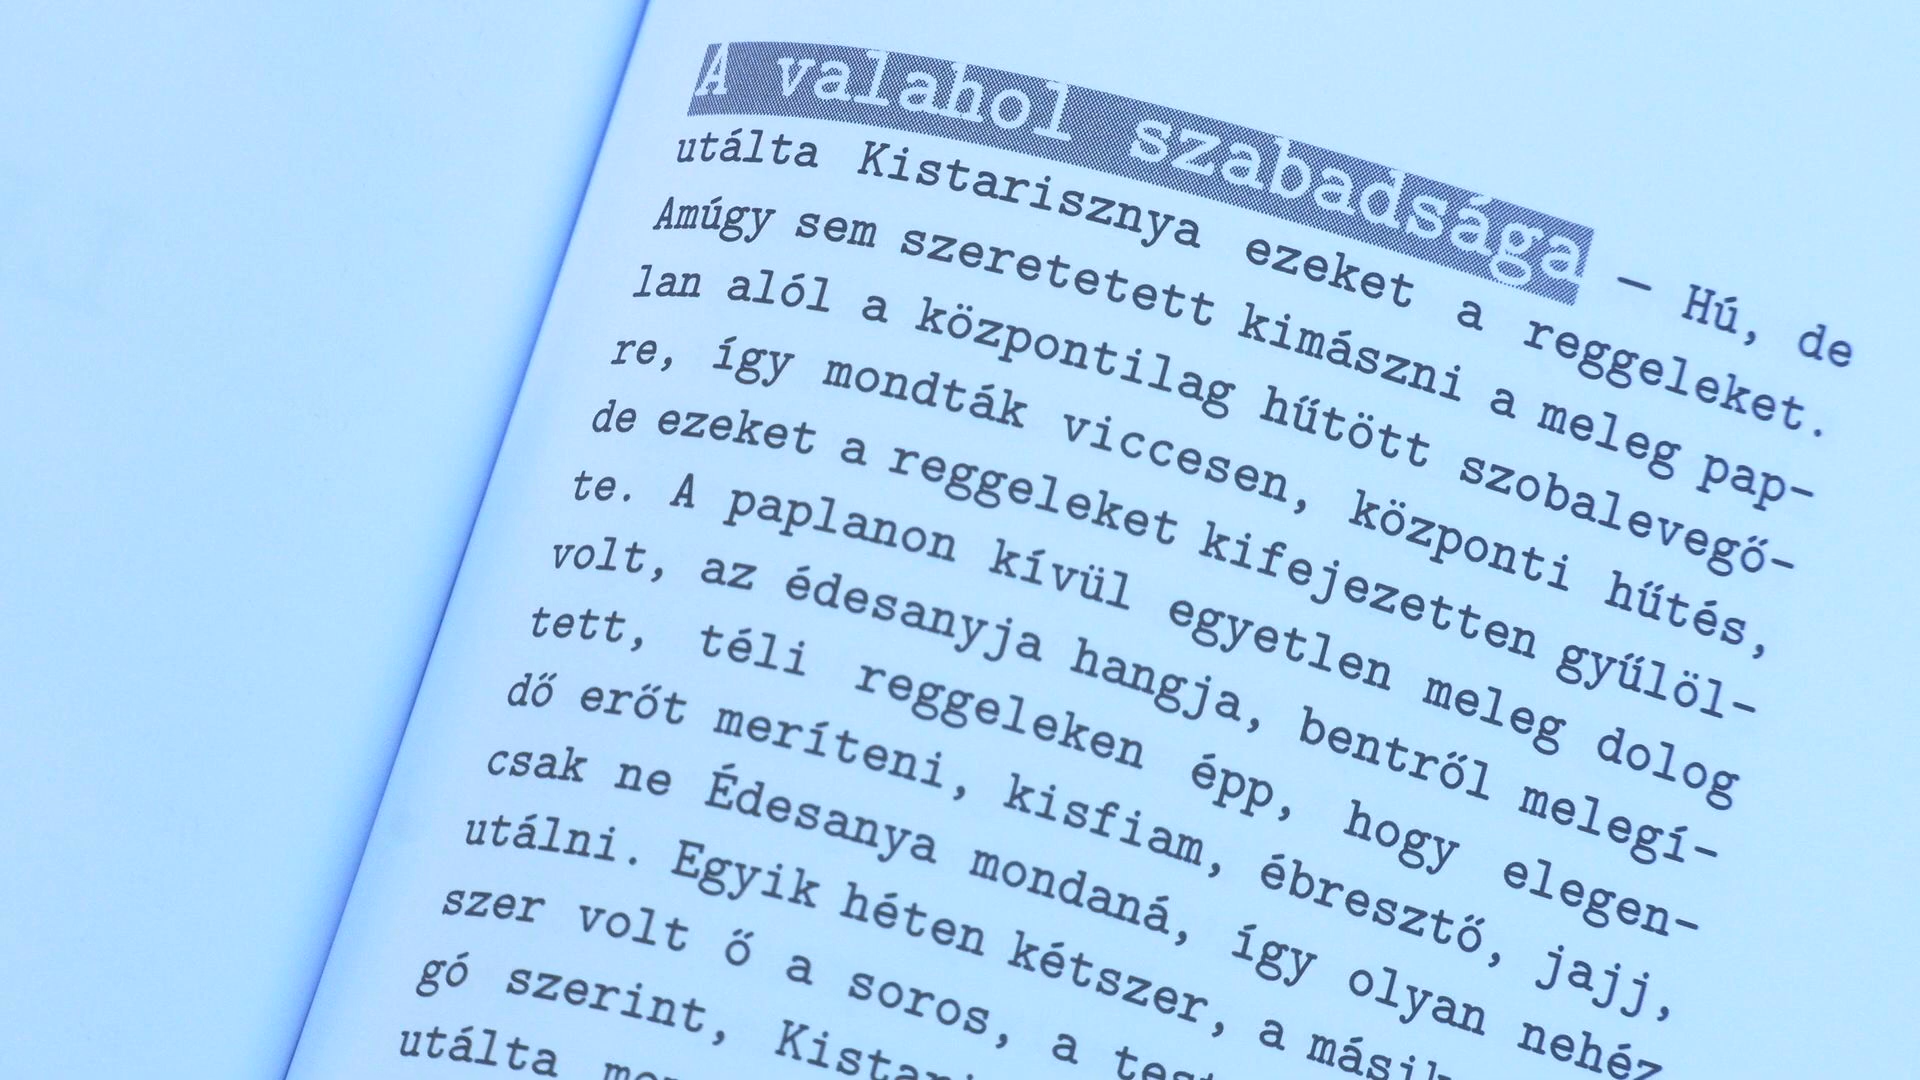 A valahol szabadsága — Hú, de
utálta Kistarisznya ezeket a reggeleket.
Amúgy sem szeretetett kimászni a meleg pap-
lan alól a központilag hűtött szobalevegő-
re, így mondták viccesen, központi hűtés,
de ezeket a reggeleket kifejezetten gyűlöl-
te. A paplanon kívül egyetlen meleg dolog
volt, az édesanyja hangja, bentről melegí-
tett, téli reggeleken épp, hogy elegen-
dő erőt meríteni, kisfiam, ébresztő, jajj,
csak ne Édesanya mondaná, így olyan nehéz
utálni. Egyik héten kétszer, a másik
szer volt ő a soros, a
gó szerint,
utálta